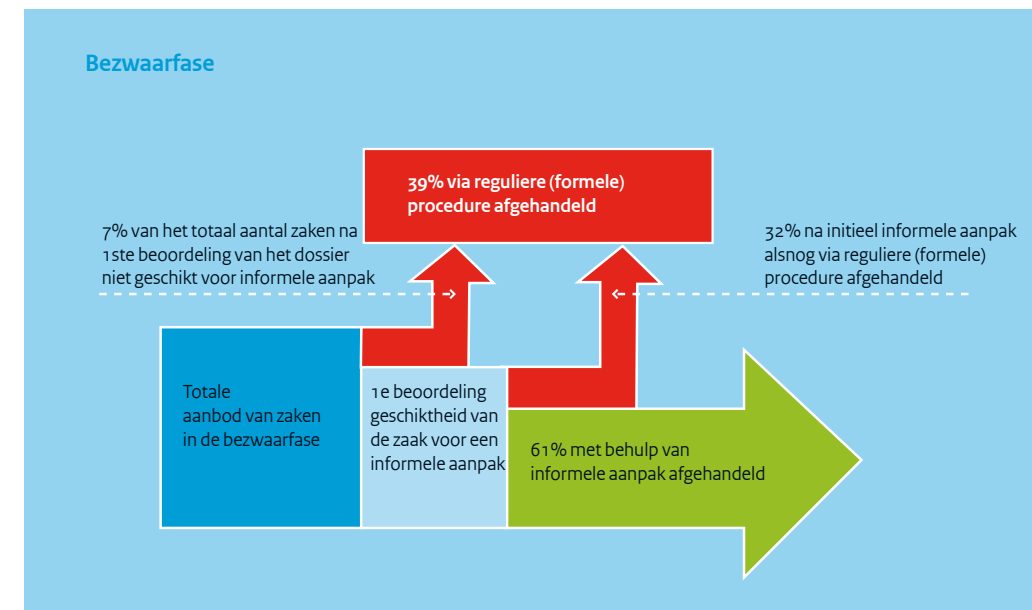 Bezwaarfase
39% via reguliere (formele)
procedure afgehandeld
7% van het totaal aantal zaken na
1ste beoordeling van het dossier
niet geschikt voor informele aanpak
32% na initieel informele aanpak
alsnog via reguliere (formele)
procedure afgehandeld
Totale
aanbod van zaken
in de bezwaarfase
1e beoordeling
geschiktheid van
de zaak voor een
informele aanpak
61% met behulp van
informele aanpak afgehandeld